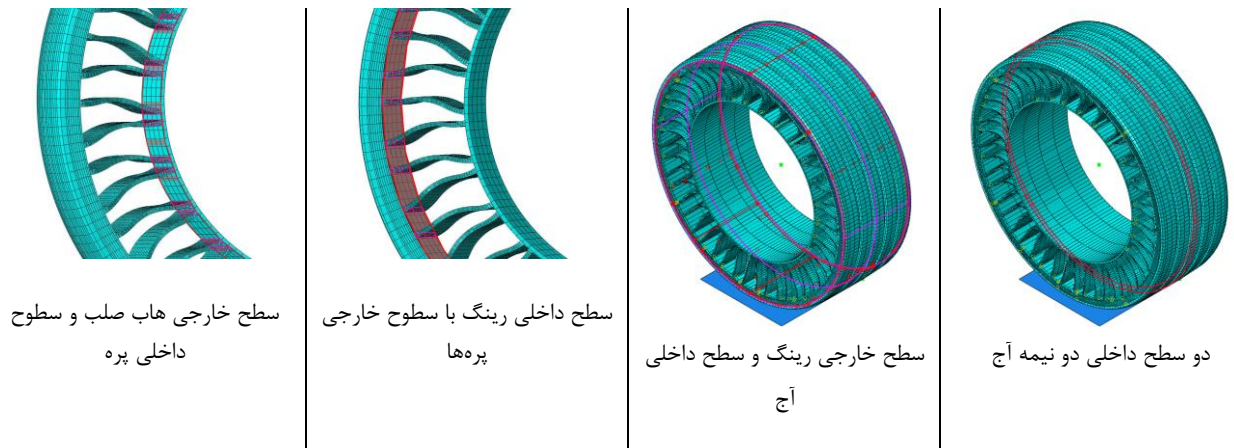 دو سطح داخلی دو نیمه آج
سطح خارجی رینگ و سطح داخلی
آج
سطح داخلی رینگ با سطوح خارجی
پره‌ها
سطح خارجی هاب صلب و سطوح
داخلی پره